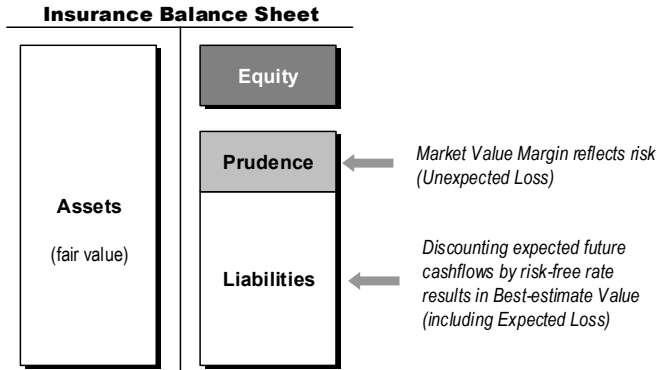 Insurance Balance Sheet
Assets
(fair value)
Equity
Prudence
Liabilities
Market Value Margin reflects risk
(Unexpected Loss)
Discounting expected future
cashflows by risk-free rate
results in Best-estimate Value
(including Expected Loss)